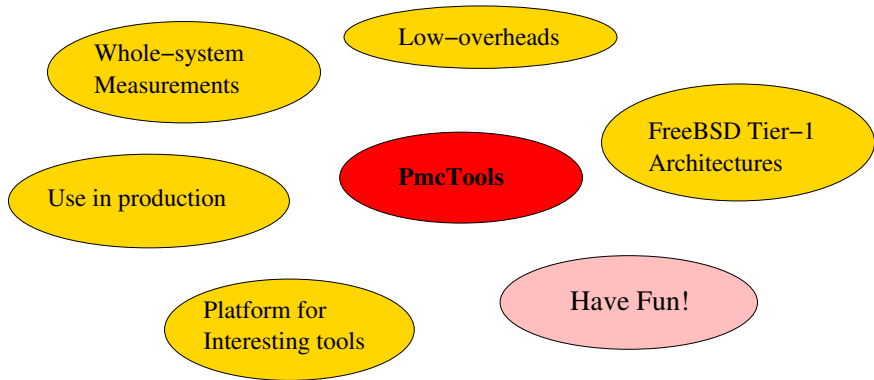 Low−overheads
Whole−system
Measurements
FreeBSD Tier−1
Architectures
PmcTools
Use in production
Have Fun!
Platform for
Interesting tools